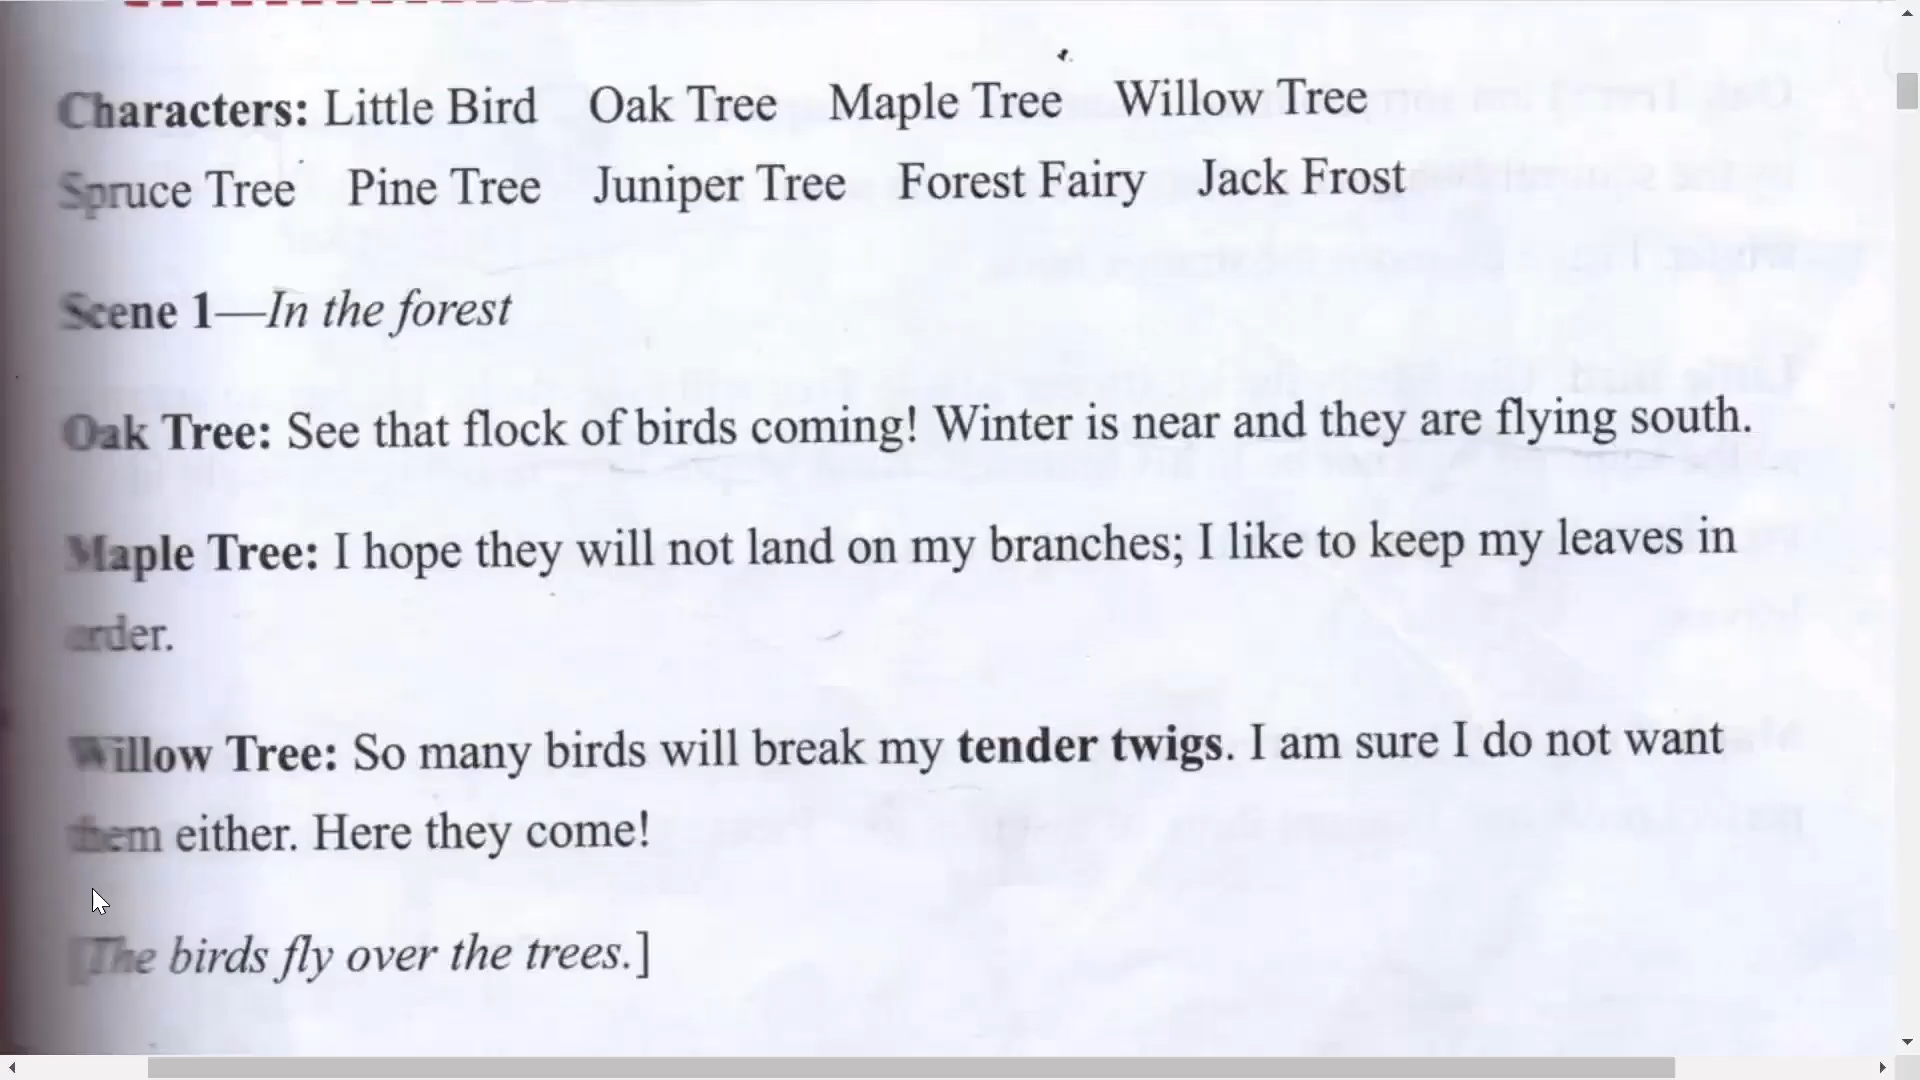 Characters: Little Bird Oak Tree Maple Tree Willow Tree
Spruce Tree Pine Tree Juniper Tree Forest Fairy Jack Frost
Scene 1—In the forest
Oak Tree: See that flock of birds coming! Winter is near and they are flying south.
Maple Tree: I hope they will not land on my branches; I like to keep my leaves in
order.
Willow Tree: So many birds will break my tender twigs. I am sure I do not want
them either. Here they come!
[The birds fly over the trees.]